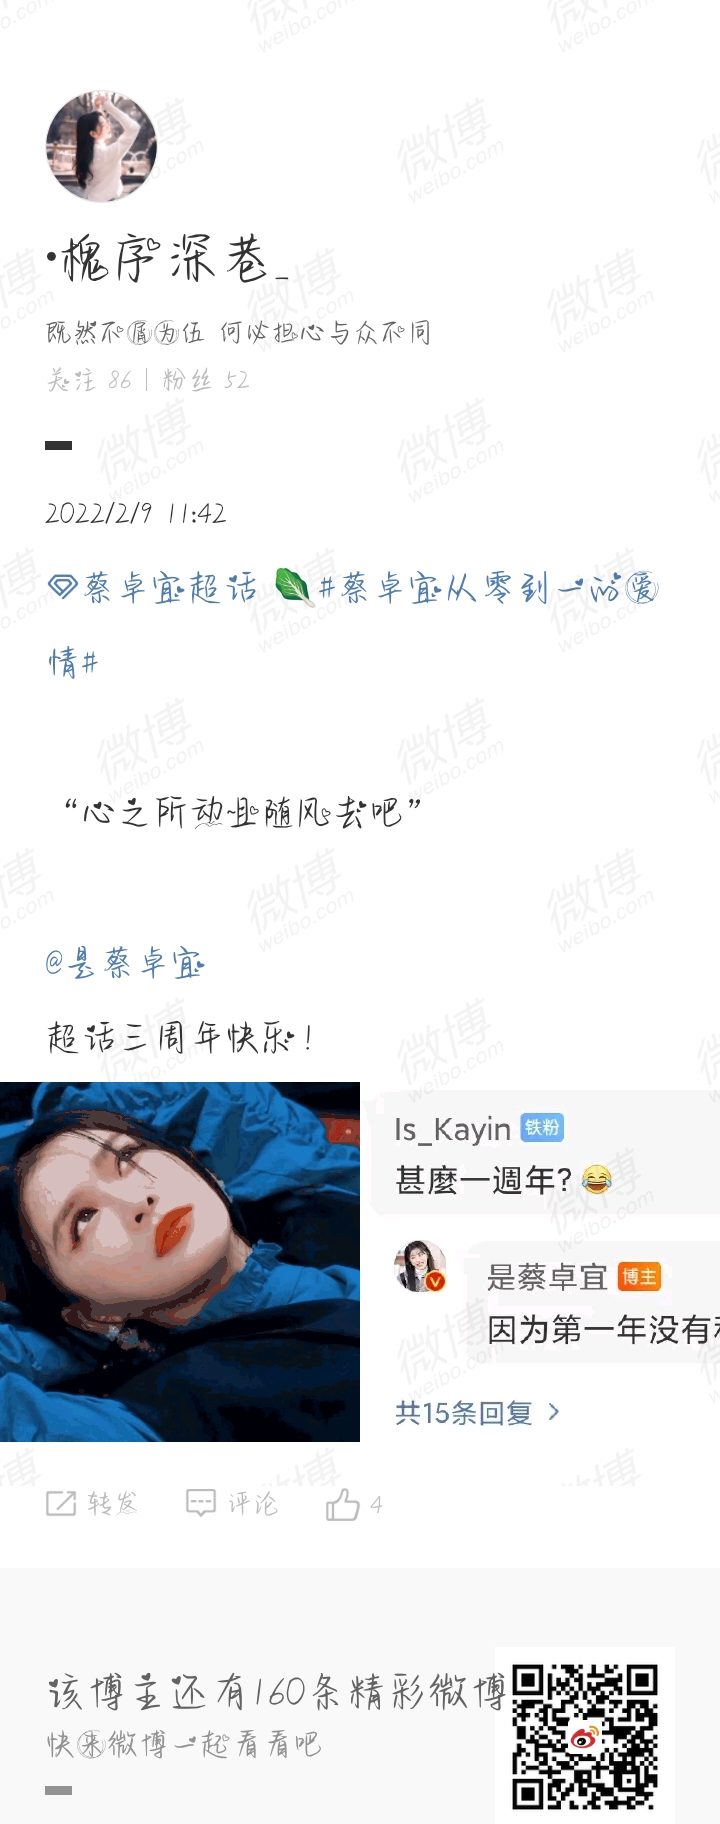 •槐序深巷_
既然不屑为伍 何必担心与众不同
关注 86 | 粉丝 52
2022/2/9 11:42
蔡卓宜超话 #蔡卓宜从零到一的爱
情#
“心之所动 且随风去吧”
@是蔡卓宜
超话三周年快乐！
Is_Kayin 铁粉
甚麼一週年?😂
是蔡卓宜 博主
因为第一年没有
共15条回复 >
转发 评论 4
该博主还有160条精彩微博
快来微博一起看看吧
微博
weibo.com